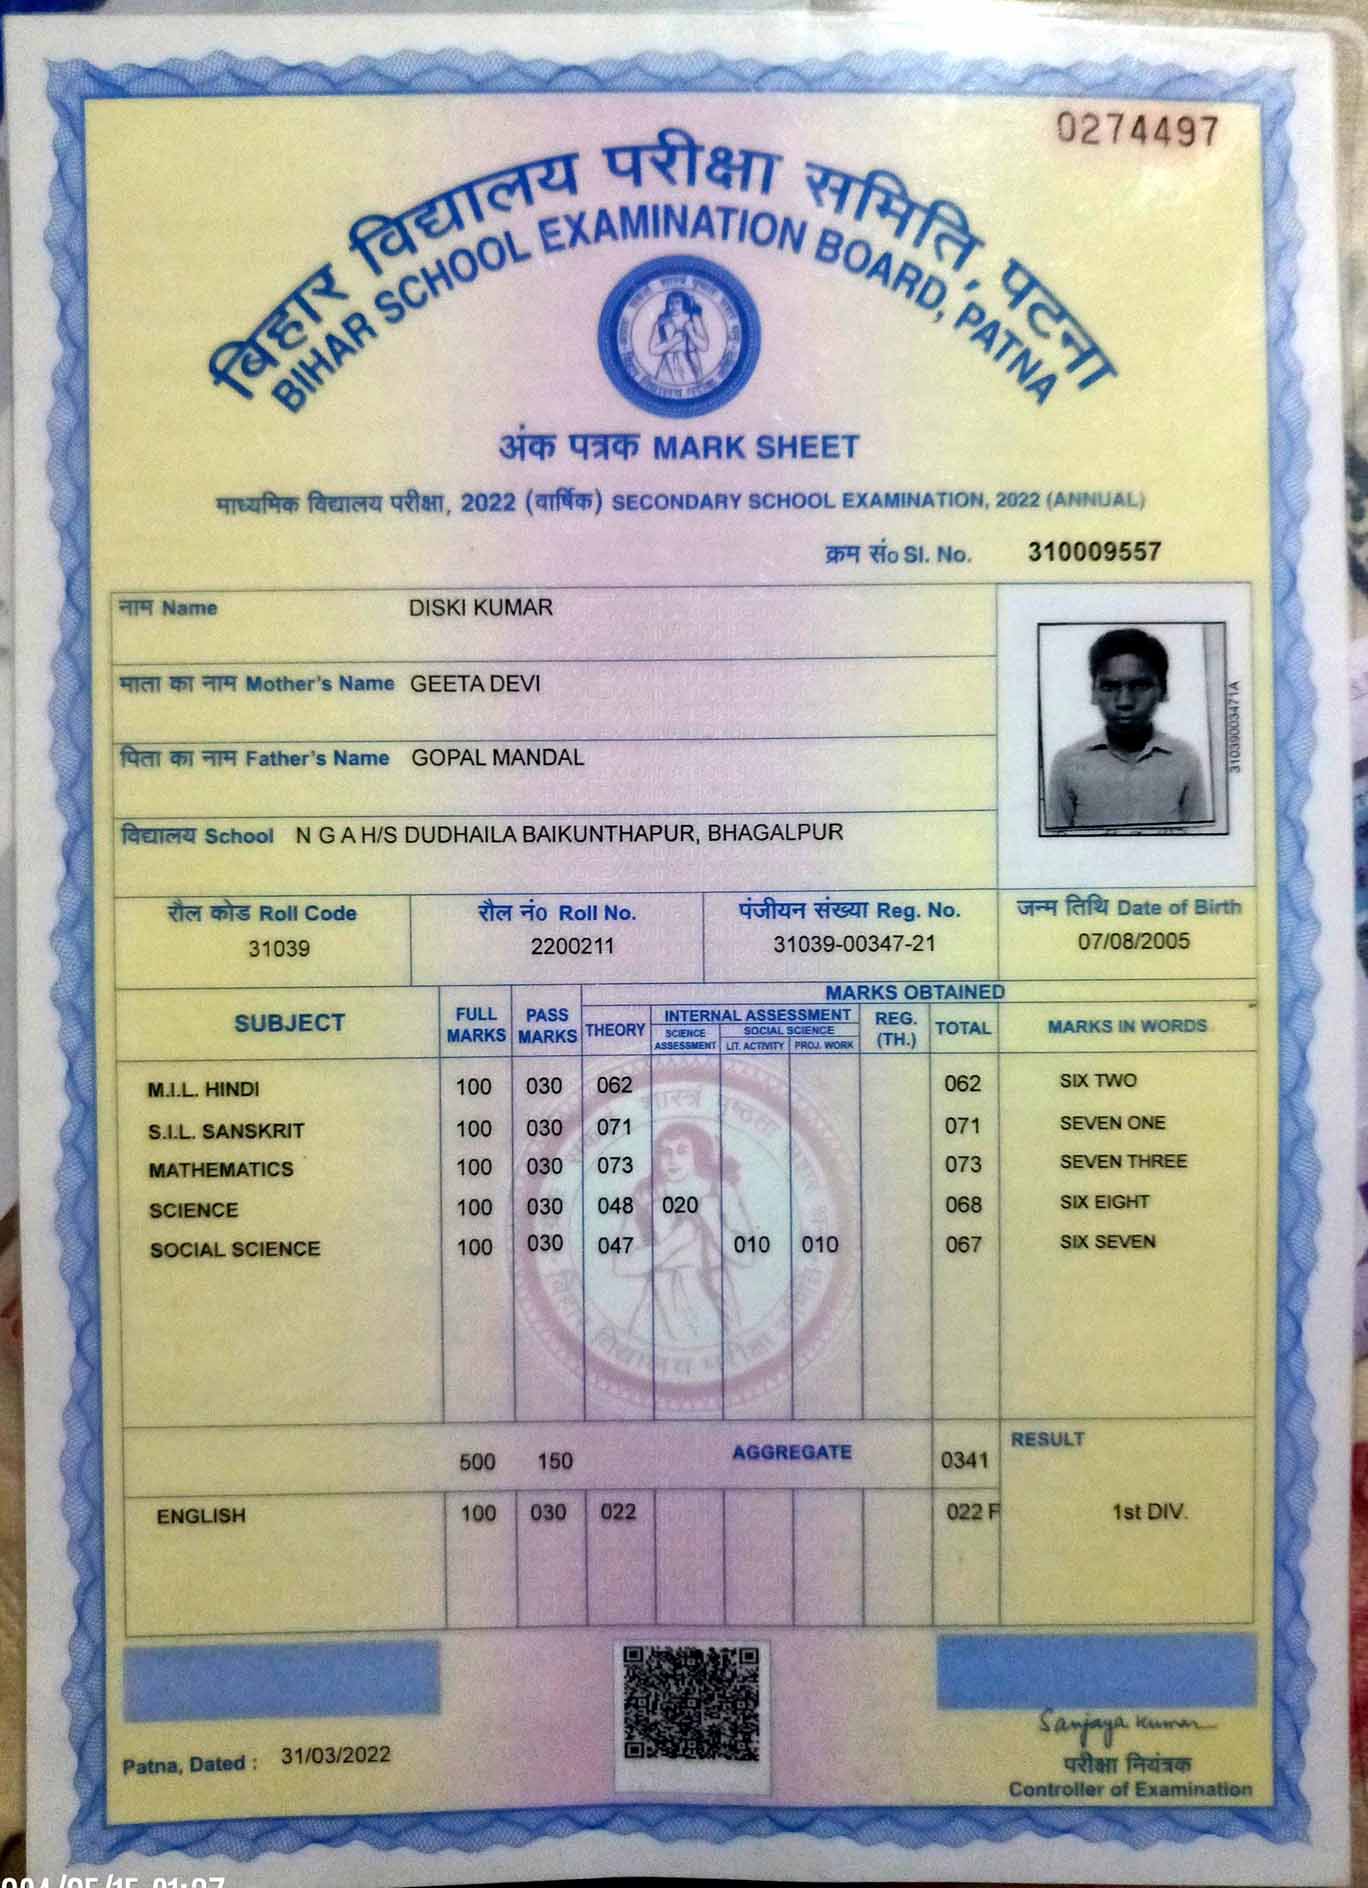 0274497
बिहार विद्यालय परीक्षा समिति, पटना
BIHAR SCHOOL EXAMINATION BOARD, PATNA
अंक पत्रक MARK SHEET
माध्यमिक विद्यालय परीक्षा, 2022 (वार्षिक) SECONDARY SCHOOL EXAMINATION, 2022 (ANNUAL)
क्रम सं० Sl. No. 310009557
नाम Name DISKI KUMAR
माता का नाम Mother's Name GEETA DEVI
पिता का नाम Father's Name GOPAL MANDAL
विद्यालय School N G A H/S DUDHAILA BAIKUNTHAPUR, BHAGALPUR
31039003471A
रौल कोड Roll Code रौल नं० Roll No. पंजीयन संख्या Reg. No. जन्म तिथि Date of Birth
31039 2200211 31039-00347-21 07/08/2005
MARKS OBTAINED
SUBJECT FULL MARKS PASS MARKS THEORY INTERNAL ASSESSMENT REG. (TH.) TOTAL MARKS IN WORDS
SCIENCE ASSESSMENT SOCIAL SCIENCE
LIT. ACTIVITY PROJ. WORK
M.I.L. HINDI 100 030 062 062 SIX TWO
S.I.L. SANSKRIT 100 030 071 071 SEVEN ONE
MATHEMATICS 100 030 073 073 SEVEN THREE
SCIENCE 100 030 048 020 068 SIX EIGHT
SOCIAL SCIENCE 100 030 047 010 010 067 SIX SEVEN
500 150 AGGREGATE 0341 RESULT
ENGLISH 100 030 022 022 F 1st DIV.
Sanjaya Kumar
Patna, Dated : 31/03/2022
परीक्षा नियंत्रक
Controller of Examination